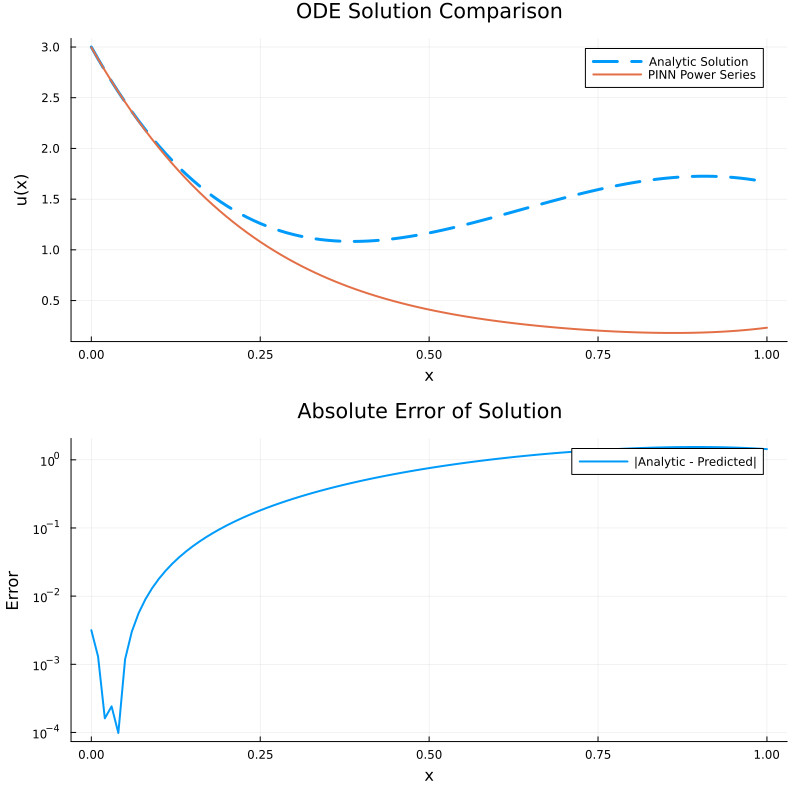 ODE Solution Comparison
3.0
2.5
2.0
1.5
1.0
0.5
u(x)
Analytic Solution
PINN Power Series
0.00 0.25 0.50 0.75 1.00
x
Absolute Error of Solution
10^0
10^-1
10^-2
10^-3
10^-4
Error
|Analytic - Predicted|
0.00 0.25 0.50 0.75 1.00
x